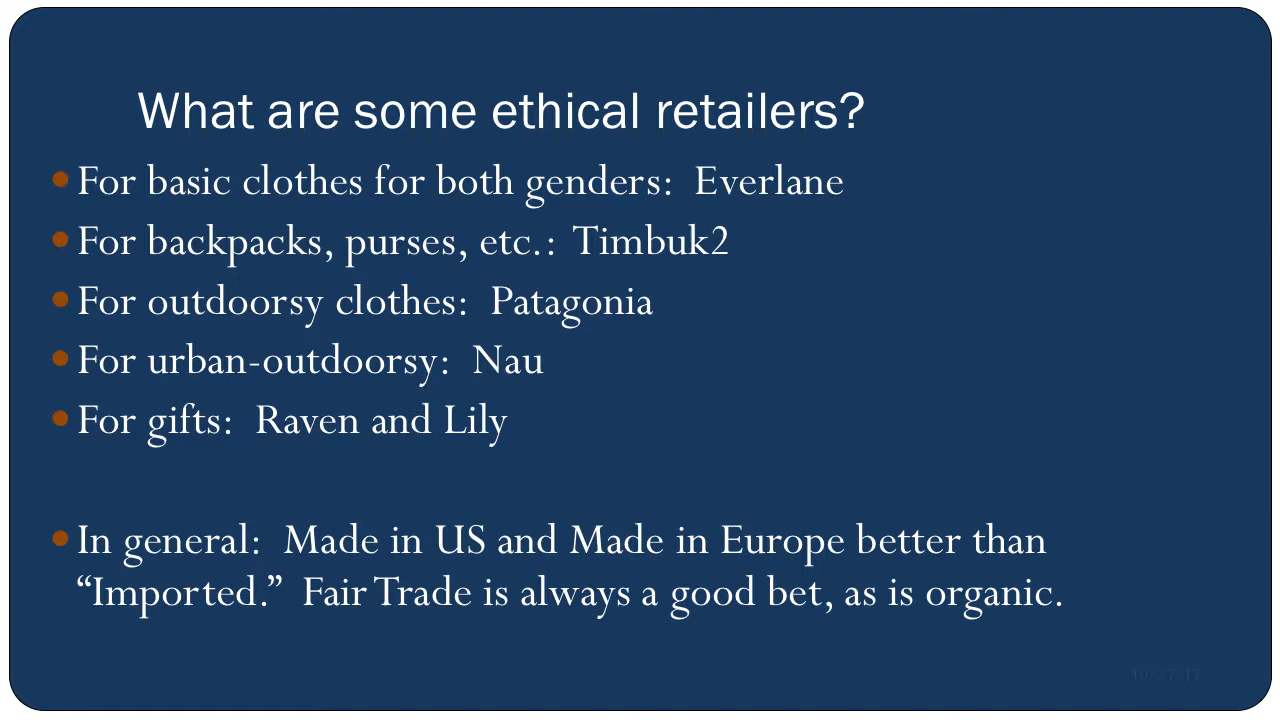 What are some ethical retailers?
For basic clothes for both genders:  Everlane
For backpacks, purses, etc.:  Timbuk2
For outdoorsy clothes:  Patagonia
For urban-outdoorsy:  Nau
For gifts:  Raven and Lily
In general:  Made in US and Made in Europe better than
“Imported.”  Fair Trade is always a good bet, as is organic.